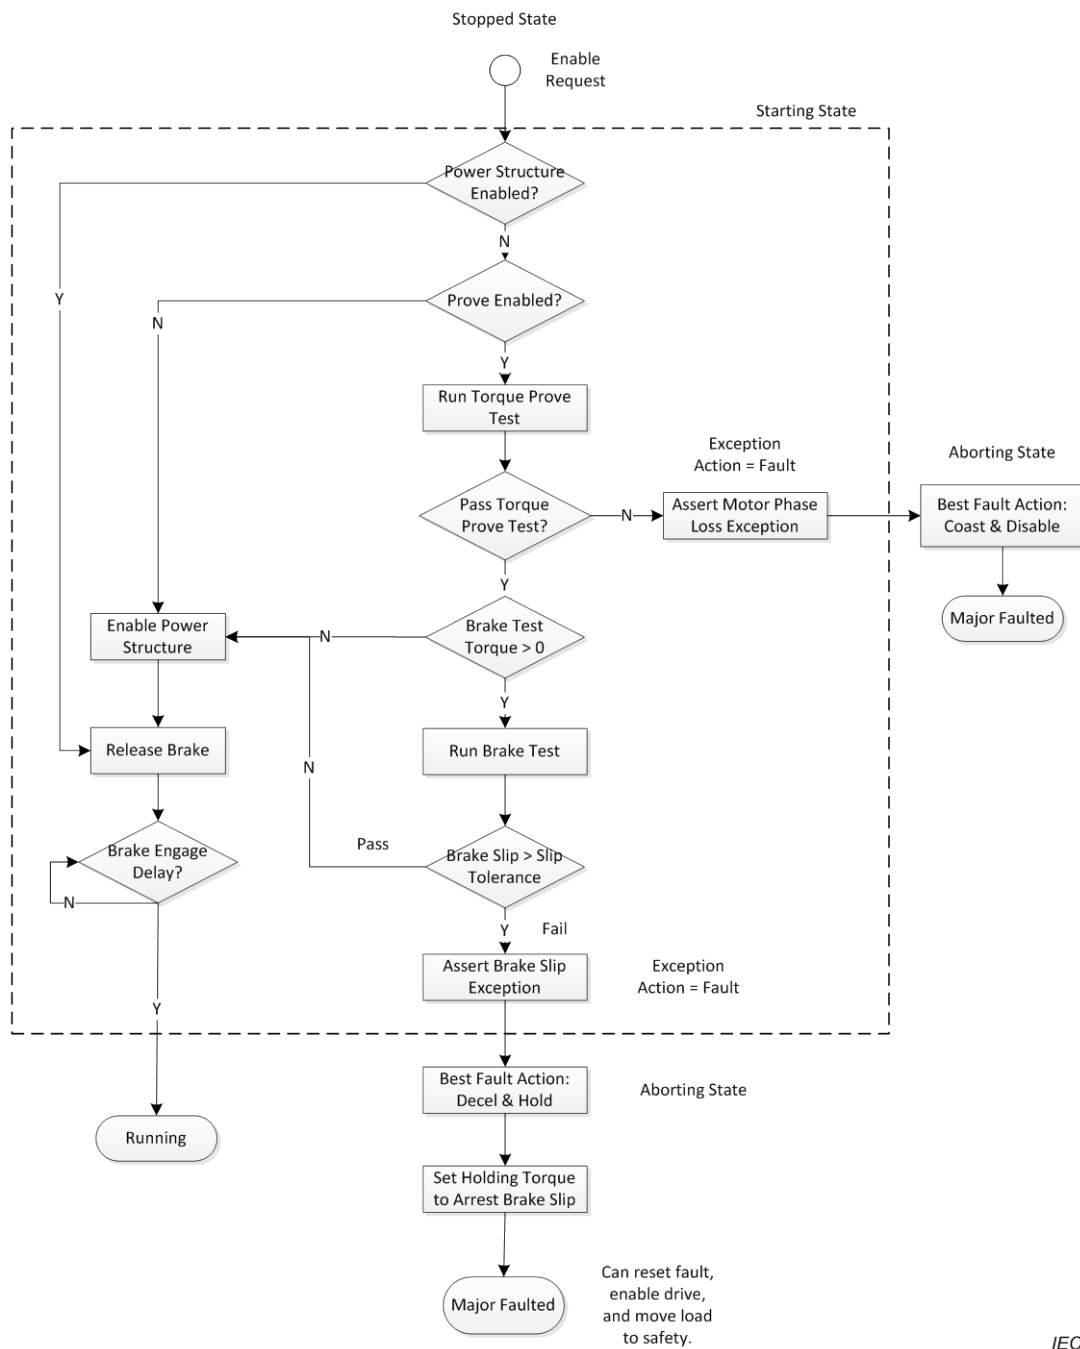 Stopped State
Enable
Request
Starting State
Power Structure
Enabled?
N
Prove Enabled?
Y
N
Y
Run Torque Prove
Test
Exception
Action = Fault
Aborting State
Pass Torque
Prove Test?
N
Assert Motor Phase
Loss Exception
Best Fault Action:
Coast & Disable
Y
Major Faulted
Enable Power
Structure
N
Brake Test
Torque > 0
Y
Release Brake
Run Brake Test
N
Brake Engage
Delay?
N
Pass
Brake Slip > Slip
Tolerance
Y
Fail
Assert Brake Slip
Exception
Exception
Action = Fault
Y
Best Fault Action:
Decel & Hold
Aborting State
Running
Set Holding Torque
to Arrest Brake Slip
Major Faulted
Can reset fault,
enable drive,
and move load
to safety.
IEC